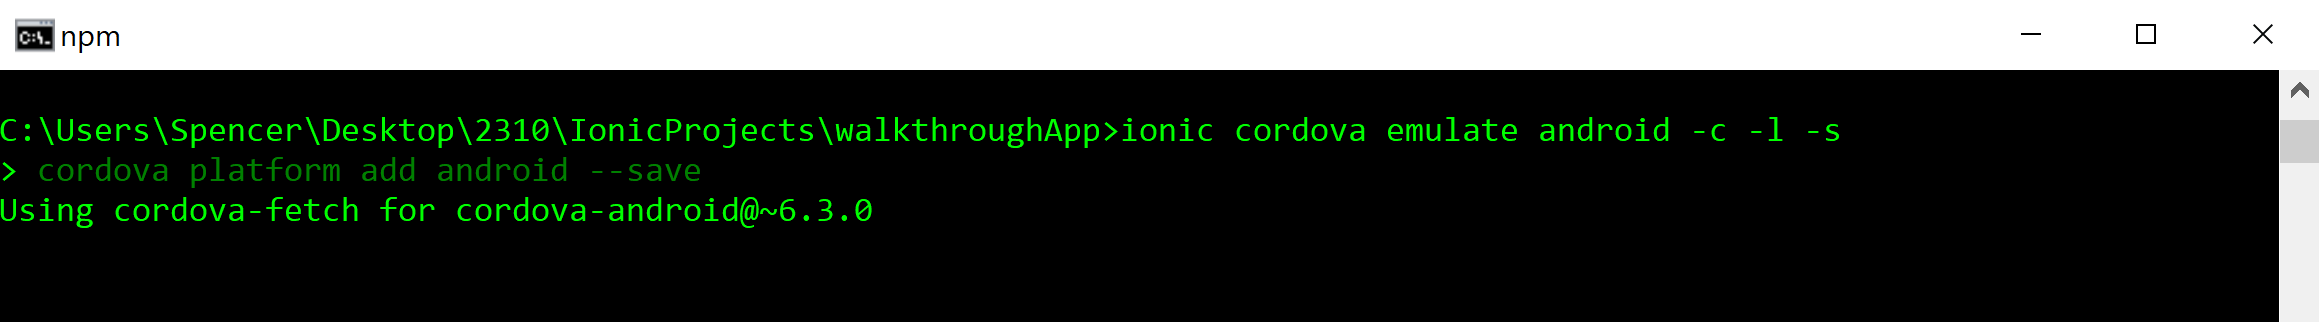 npm
C:\Users\Spencer\Desktop\2310\IonicProjects\walkthroughApp>ionic cordova emulate android -c -l -s
> cordova platform add android --save
Using cordova-fetch for cordova-android@~6.3.0